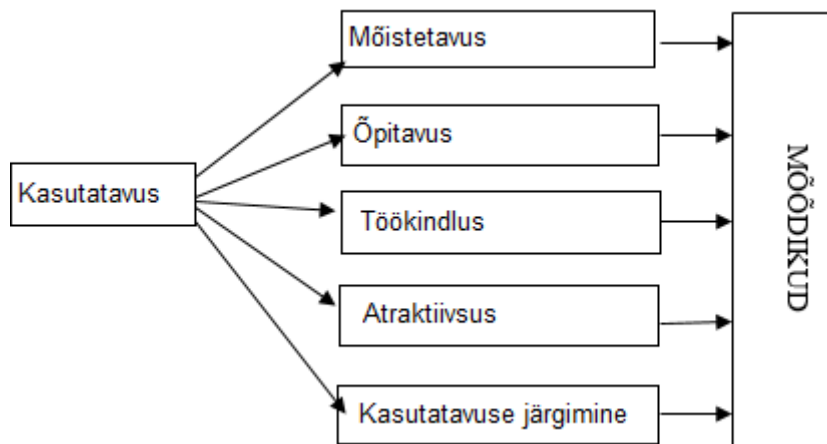 Kasutatavus
Mõistetavus
Õpitavus
Töökindlus
Atraktiivsus
Kasutatavuse järgimine
MÕÕDIKUD